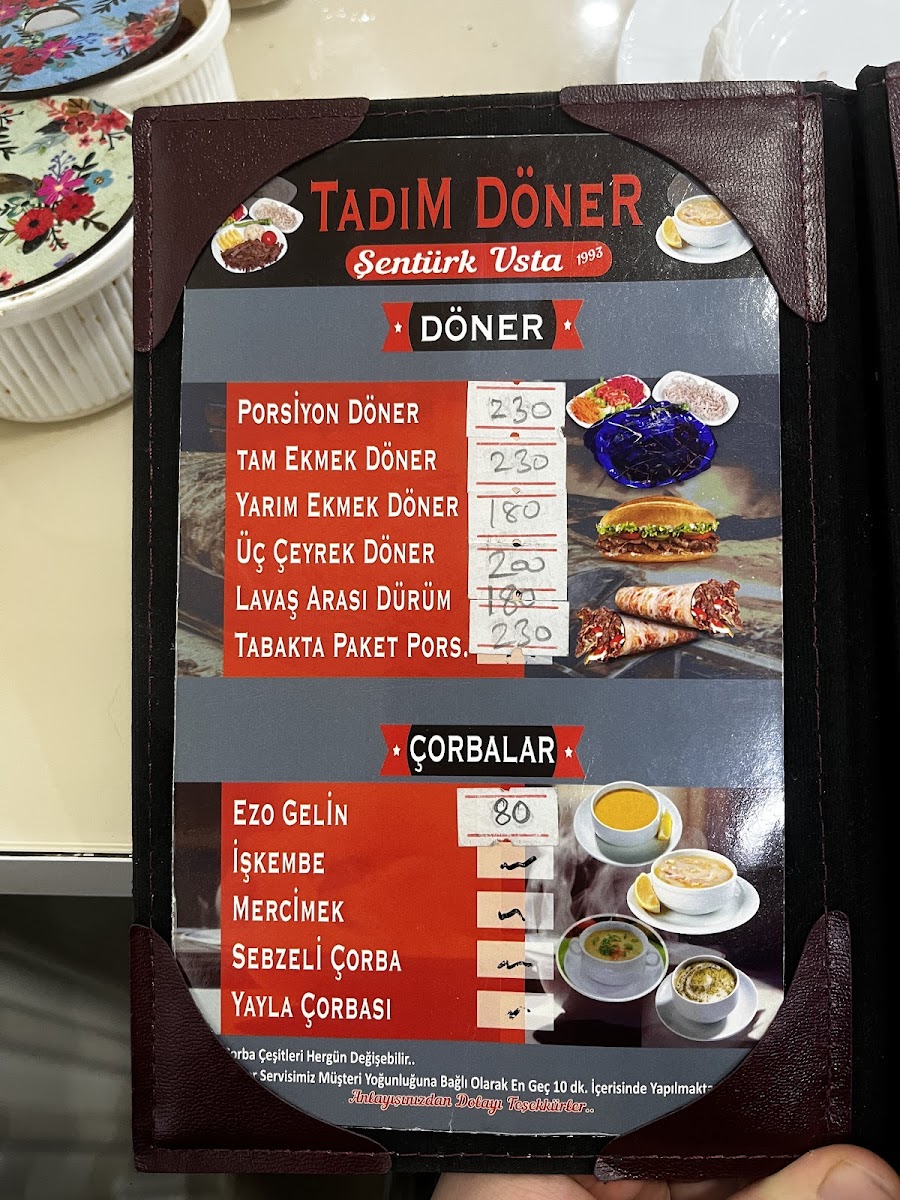 TADIM DÖNER
Şentürk Usta 1993
DÖNER
PORSİYON DÖNER 230
TAM EKMEK DÖNER 230
YARIM EKMEK DÖNER 180
ÜÇ ÇEYREK DÖNER 200
LAVAŞ ARASI DÜRÜM 180
TABAKTA PAKET PORS. 230
ÇORBALAR
EZO GELİN 80
İŞKEMBE
MERCİMEK
SEBZELİ ÇORBA
YAYLA ÇORBASI
Çeşitleri Hergün Değişebilir..
Servisimiz Müşteri Yoğunluğuna Bağlı Olarak En Geç 10 dk. İçerisinde
Anlayışınızdan Dolayı Teşekkürler..